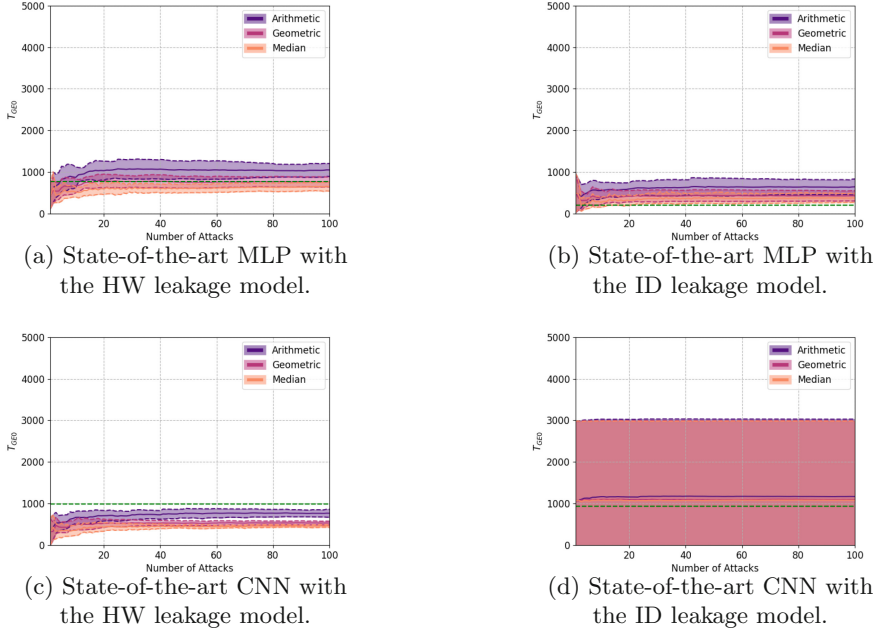 5000
4000
3000
2000
1000
0
T_GE0
Arithmetic
Geometric
Median
20 40 60 80 100
Number of Attacks
(a) State-of-the-art MLP with
the HW leakage model.
5000
4000
3000
2000
1000
0
T_GE0
Arithmetic
Geometric
Median
20 40 60 80 100
Number of Attacks
(b) State-of-the-art MLP with
the ID leakage model.
5000
4000
3000
2000
1000
0
T_GE0
Arithmetic
Geometric
Median
20 40 60 80 100
Number of Attacks
(c) State-of-the-art CNN with
the HW leakage model.
5000
4000
3000
2000
1000
0
T_GE0
Arithmetic
Geometric
Median
20 40 60 80 100
Number of Attacks
(d) State-of-the-art CNN with
the ID leakage model.